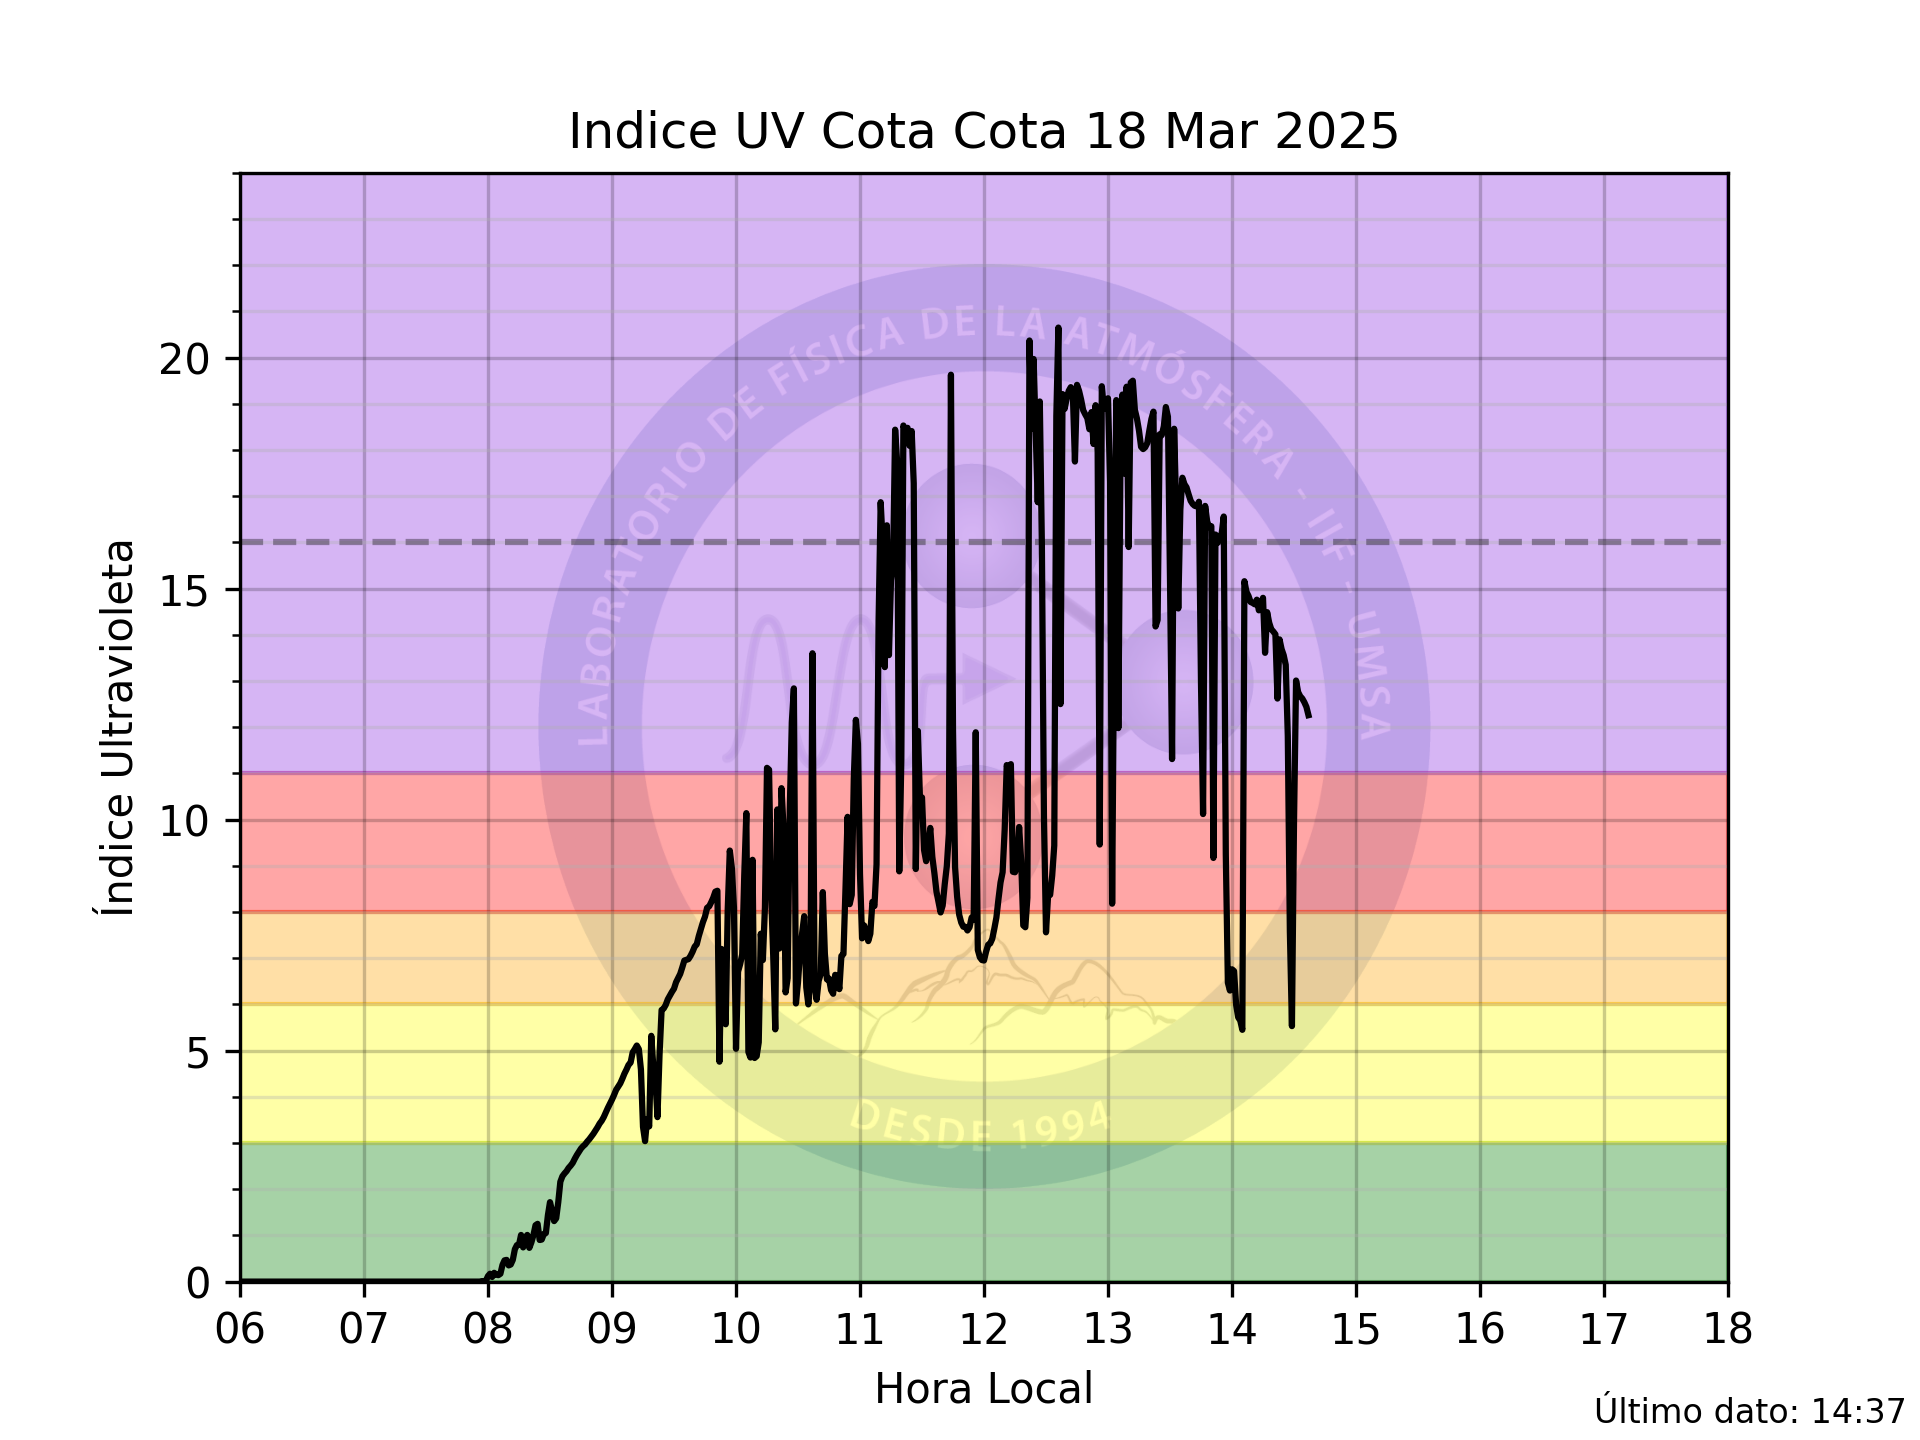 Indice UV Cota Cota 18 Mar 2025
LABORATORIO DE FÍSICA DE LA ATMÓSFERA - IIF - UMSA
20
15
10
5
0
Índice Ultravioleta
DESDE 1994
06 07 08 09 10 11 12 13 14 15 16 17 18
Hora Local
Último dato: 14:37